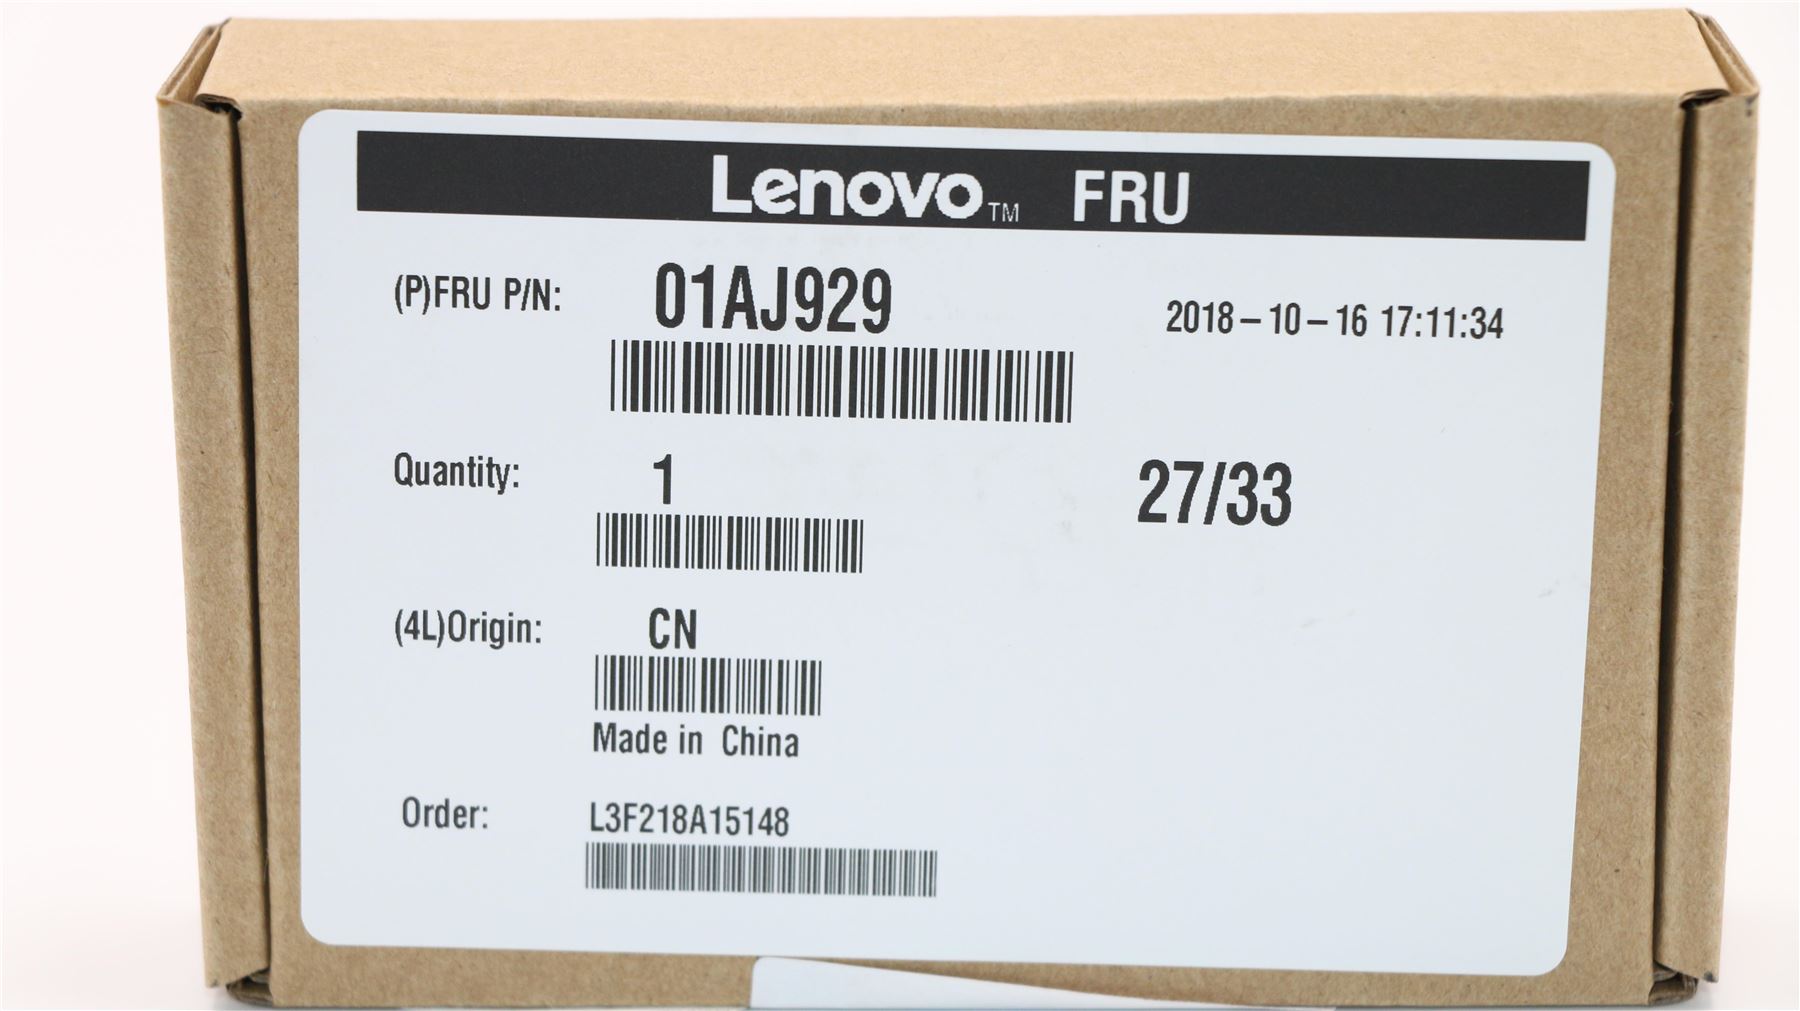 Lenovo™ FRU
(P)FRU P/N: 01AJ929 2018-10-16 17:11:34
Quantity: 1 27/33
(4L)Origin: CN
Made in China
Order: L3F218A15148